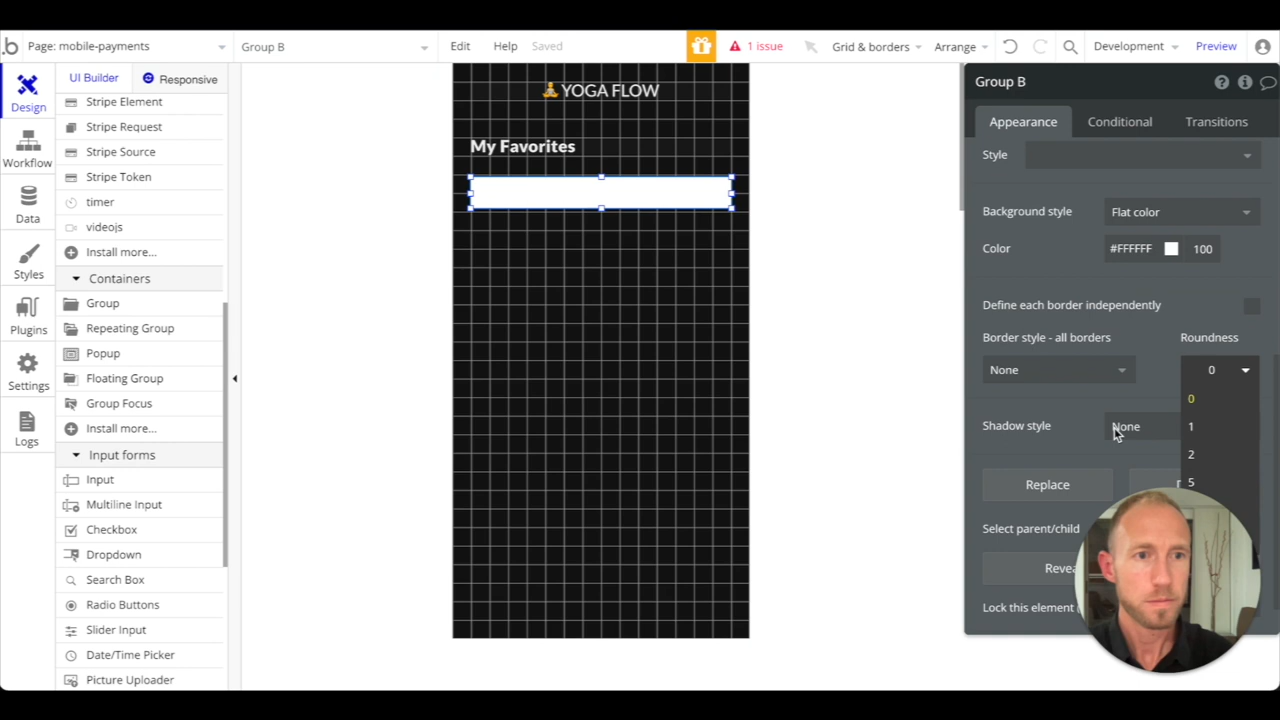 .b Page: mobile-payments Group B Edit Help Saved 1 issue Grid & borders Arrange Development Preview
UI Builder Responsive
Design
Workflow
Data
Styles
Plugins
Settings
Logs
Stripe Element
Stripe Request
Stripe Source
Stripe Token
timer
videojs
Install more...
Containers
Group
Repeating Group
Popup
Floating Group
Group Focus
Install more...
Input forms
Input
Multiline Input
Checkbox
Dropdown
Search Box
Radio Buttons
Slider Input
Date/Time Picker
Picture Uploader
YOGA FLOW
My Favorites
Group B
Appearance Conditional Transitions
Style
Background style Flat color
Color #FFFFFF 100
Define each border independently
Border style - all borders Roundness
None 0
0
1
2
5
Shadow style None
Replace
Select parent/child
Lock this element